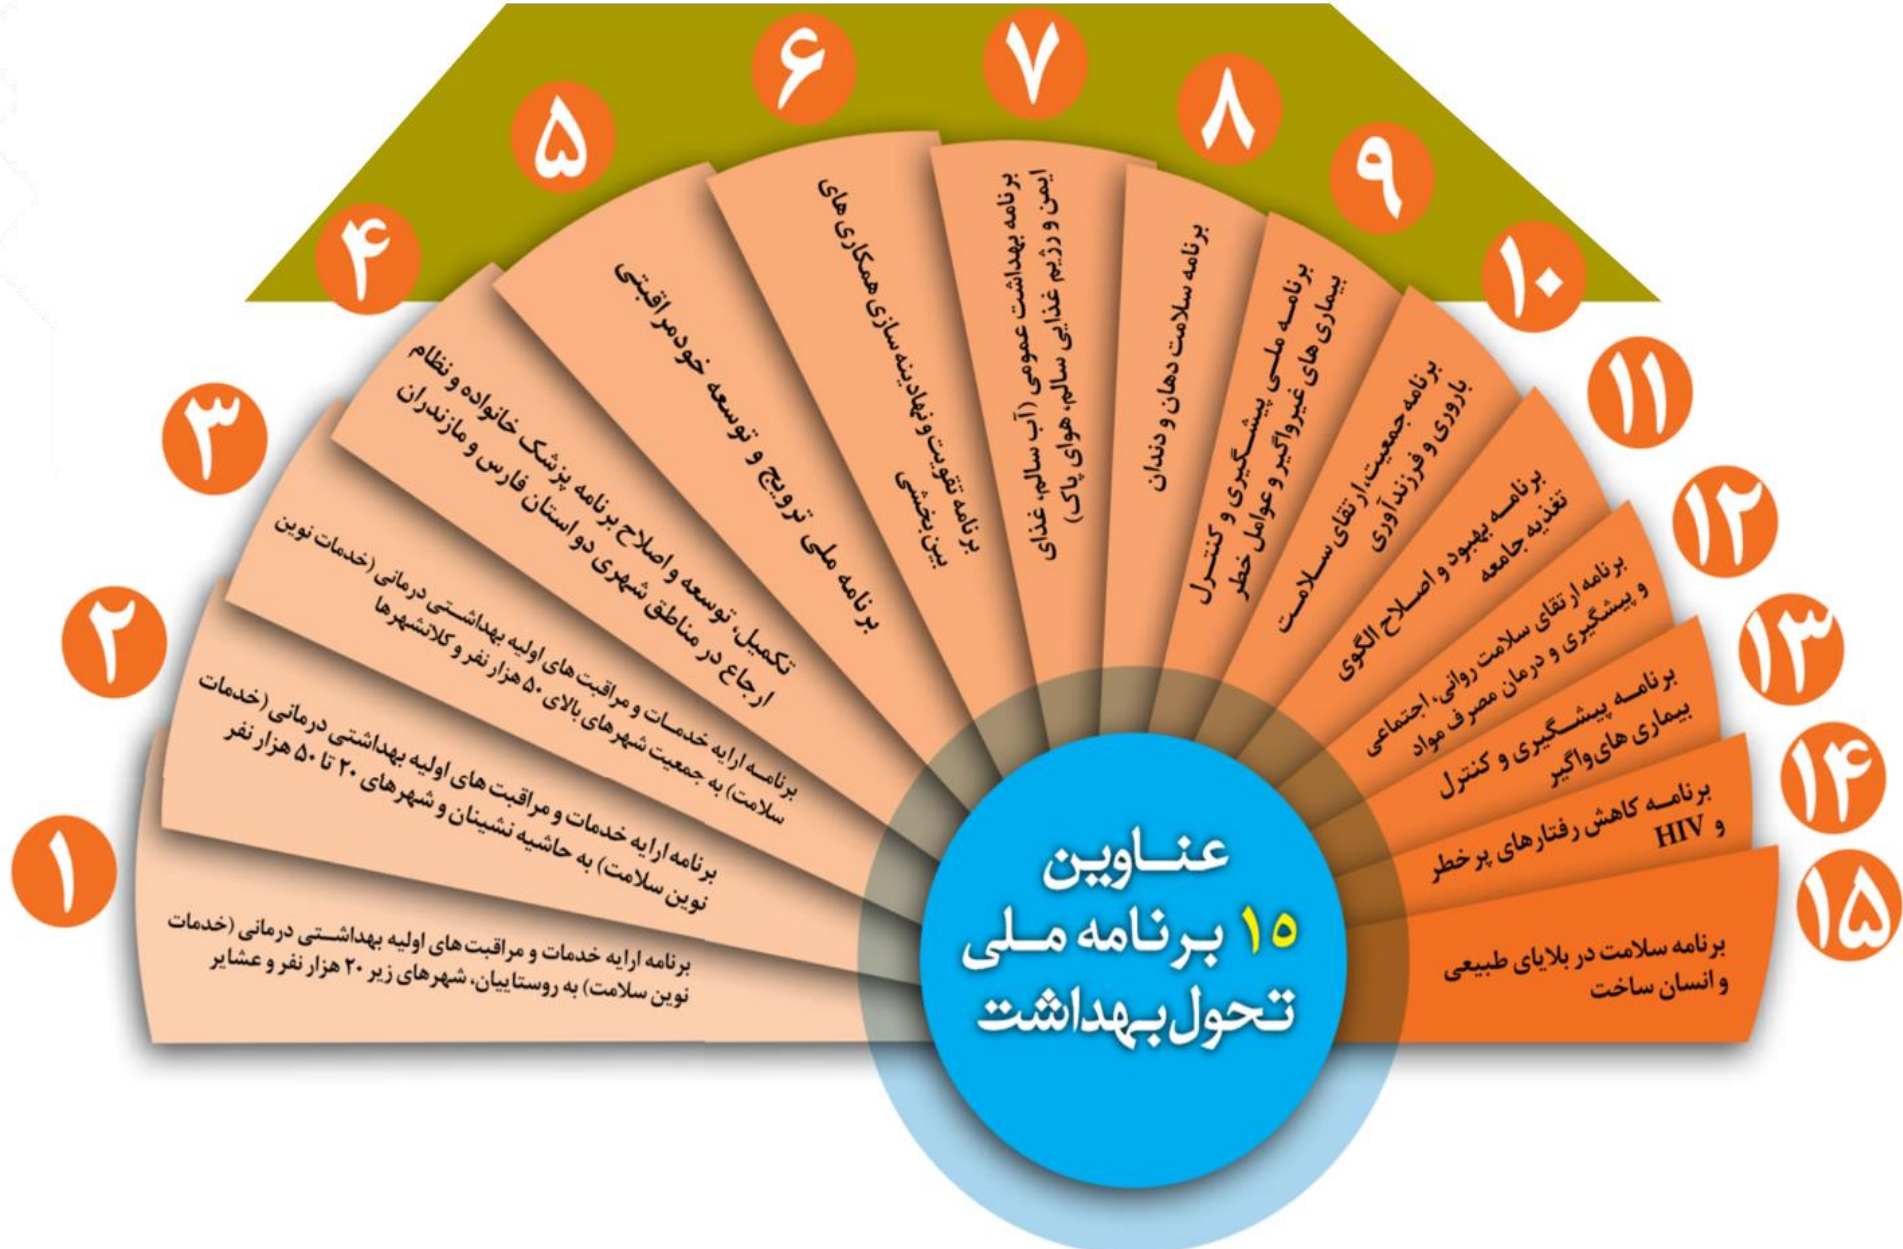 عناوین
۱۵ برنامه ملی
تحول بهداشت
۱
برنامه ارایه خدمات و مراقبت های اولیه بهداشتی درمانی (خدمات
نوین سلامت) به روستاییان، شهرهای زیر ۲۰ هزار نفر و عشایر
۲
برنامه ارایه خدمات و مراقبت های اولیه بهداشتی درمانی (خدمات
نوین سلامت) به حاشیه نشینان و شهرهای ۲۰ تا ۵۰ هزار نفر
۳
برنامه ارایه خدمات و مراقبت های اولیه بهداشتی درمانی (خدمات نوین
سلامت) به جمعیت شهرهای بالای ۵۰ هزار نفر و کلانشهرها
۴
تکمیل، توسعه و اصلاح برنامه پزشک خانواده و نظام
ارجاع در مناطق شهری دو استان فارس و مازندران
۵
برنامه ملی ترویج و توسعه خودمراقبتی
۶
برنامه تقویت و نهادینه سازی همکاری های
بین بخشی
۷
برنامه بهداشت عمومی (آب سالم، غذای
ایمن و رژیم غذایی سالم، هوای پاک)
۸
برنامه سلامت دهان و دندان
۹
برنامه ملی پیشگیری و کنترل
بیماری های غیرواگیر و عوامل خطر
۱۰
برنامه جمعیت، ارتقای سلامت
باروری و فرزندآوری
۱۱
برنامه بهبود و اصلاح الگوی
تغذیه جامعه
۱۲
برنامه ارتقای سلامت روانی، اجتماعی
و پیشگیری و درمان مصرف مواد
۱۳
برنامه پیشگیری و کنترل
بیماری های واگیر
۱۴
برنامه کاهش رفتارهای پرخطر
و HIV
۱۵
برنامه سلامت در بلایای طبیعی
و انسان ساخت